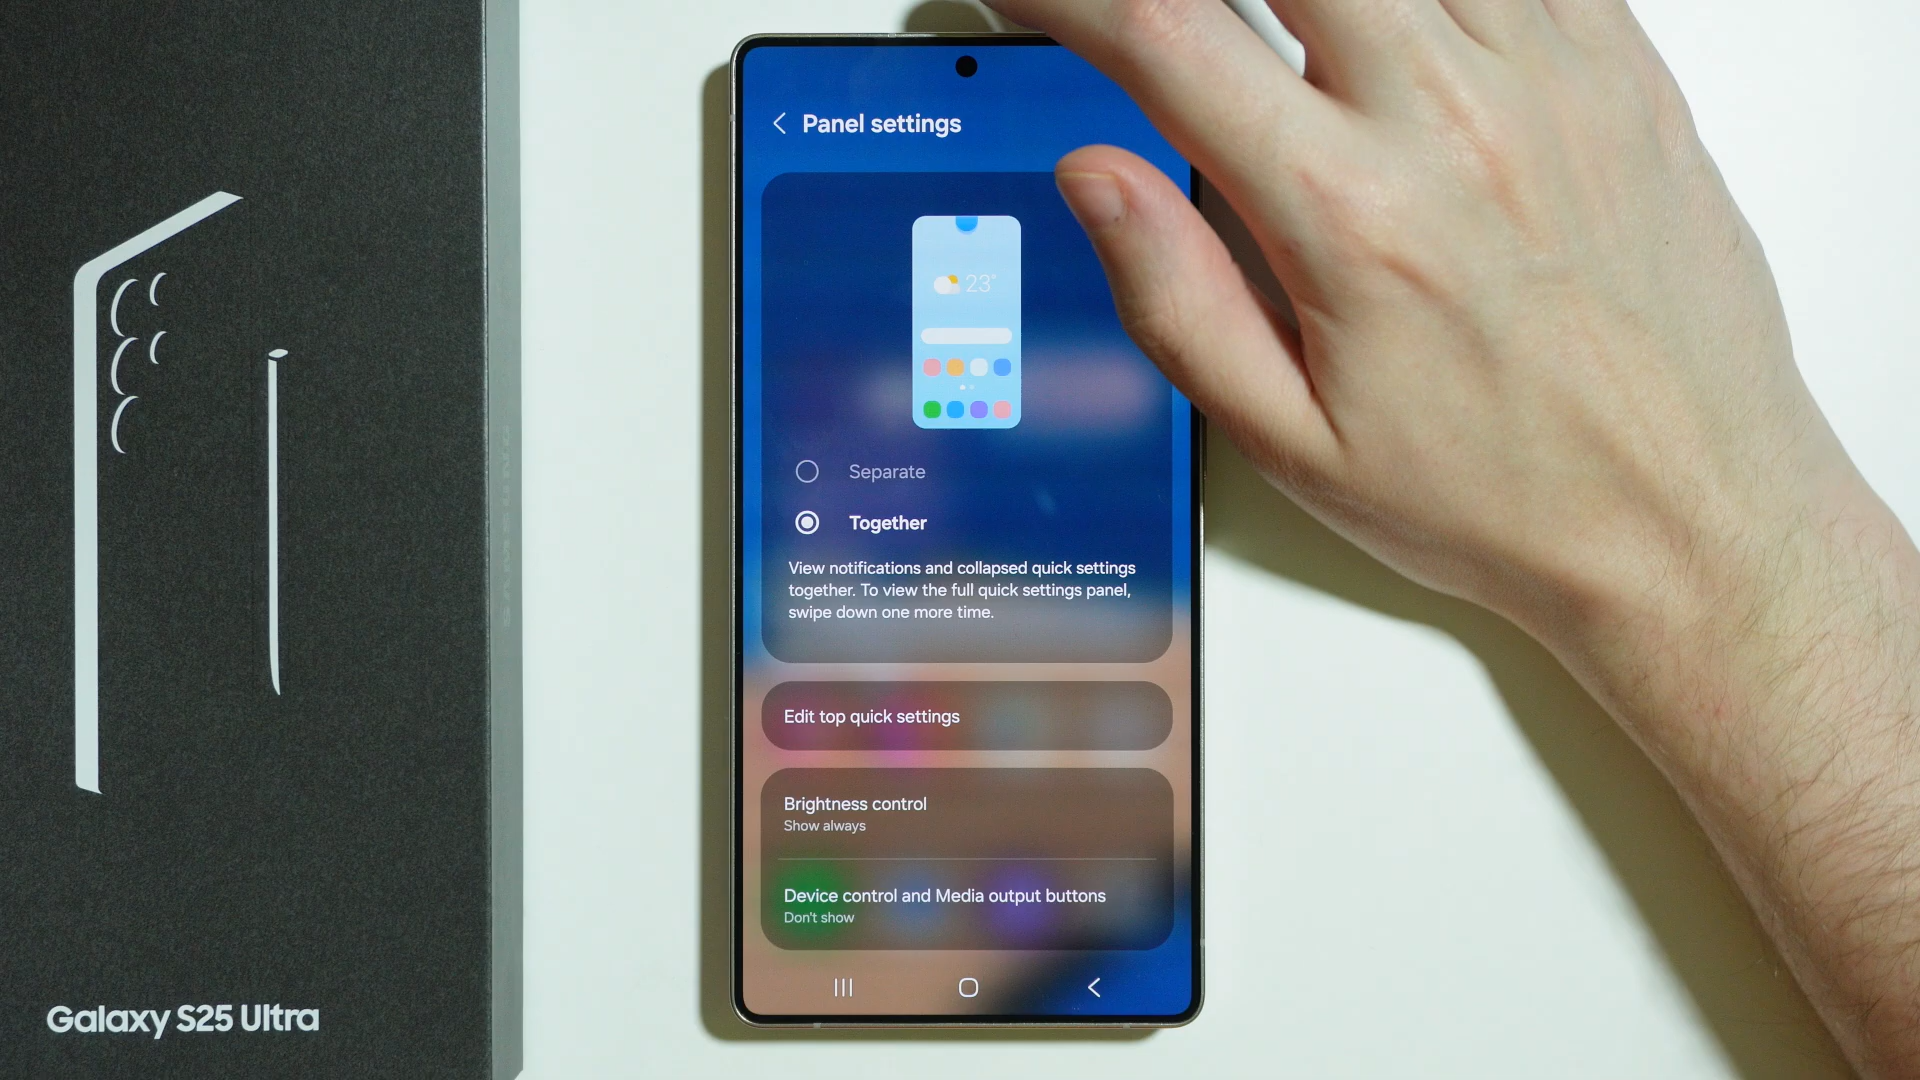 Panel settings
23°
Separate
Together
View notifications and collapsed quick settings
together. To view the full quick settings panel,
swipe down one more time.
Edit top quick settings
Brightness control
Show always
Device control and Media output buttons
Don't show
Galaxy S25 Ultra